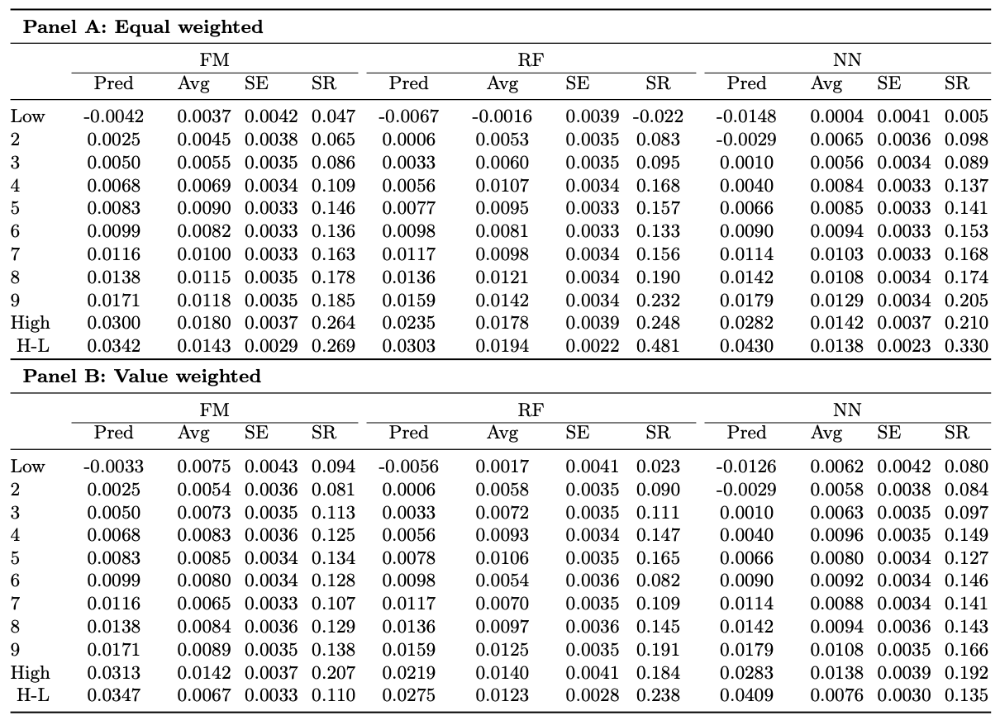 Panel A: Equal weighted
FM RF NN
Pred Avg SE SR Pred Avg SE SR Pred Avg SE SR
Low -0.0042 0.0037 0.0042 0.047 -0.0067 -0.0016 0.0039 -0.022 -0.0148 0.0004 0.0041 0.005
2 0.0025 0.0045 0.0038 0.065 0.0006 0.0053 0.0035 0.083 -0.0029 0.0065 0.0036 0.098
3 0.0050 0.0055 0.0035 0.086 0.0033 0.0060 0.0035 0.095 0.0010 0.0056 0.0034 0.089
4 0.0068 0.0069 0.0034 0.109 0.0056 0.0107 0.0034 0.168 0.0040 0.0084 0.0033 0.137
5 0.0083 0.0090 0.0033 0.146 0.0077 0.0095 0.0033 0.157 0.0066 0.0085 0.0033 0.141
6 0.0099 0.0082 0.0033 0.136 0.0098 0.0081 0.0033 0.133 0.0090 0.0094 0.0033 0.153
7 0.0116 0.0100 0.0033 0.163 0.0117 0.0098 0.0034 0.156 0.0114 0.0103 0.0033 0.168
8 0.0138 0.0115 0.0035 0.178 0.0136 0.0121 0.0034 0.190 0.0142 0.0108 0.0034 0.174
9 0.0171 0.0118 0.0035 0.185 0.0159 0.0142 0.0034 0.232 0.0179 0.0129 0.0034 0.205
High 0.0300 0.0180 0.0037 0.264 0.0235 0.0178 0.0039 0.248 0.0282 0.0142 0.0037 0.210
H-L 0.0342 0.0143 0.0029 0.269 0.0303 0.0194 0.0022 0.481 0.0430 0.0138 0.0023 0.330
Panel B: Value weighted
FM RF NN
Pred Avg SE SR Pred Avg SE SR Pred Avg SE SR
Low -0.0033 0.0075 0.0043 0.094 -0.0056 0.0017 0.0041 0.023 -0.0126 0.0062 0.0042 0.080
2 0.0025 0.0054 0.0036 0.081 0.0006 0.0058 0.0035 0.090 -0.0029 0.0058 0.0038 0.084
3 0.0050 0.0073 0.0035 0.113 0.0033 0.0072 0.0035 0.111 0.0010 0.0063 0.0035 0.097
4 0.0068 0.0083 0.0036 0.125 0.0056 0.0093 0.0034 0.147 0.0040 0.0096 0.0035 0.149
5 0.0083 0.0085 0.0034 0.134 0.0078 0.0106 0.0035 0.165 0.0066 0.0080 0.0034 0.127
6 0.0099 0.0080 0.0034 0.128 0.0098 0.0054 0.0036 0.082 0.0090 0.0092 0.0034 0.146
7 0.0116 0.0065 0.0033 0.107 0.0117 0.0070 0.0035 0.109 0.0114 0.0088 0.0034 0.141
8 0.0138 0.0084 0.0036 0.129 0.0136 0.0097 0.0036 0.145 0.0142 0.0094 0.0036 0.143
9 0.0171 0.0089 0.0035 0.138 0.0159 0.0125 0.0035 0.191 0.0179 0.0108 0.0035 0.166
High 0.0313 0.0142 0.0037 0.207 0.0219 0.0140 0.0041 0.184 0.0283 0.0138 0.0039 0.192
H-L 0.0347 0.0067 0.0033 0.110 0.0275 0.0123 0.0028 0.238 0.0409 0.0076 0.0030 0.135